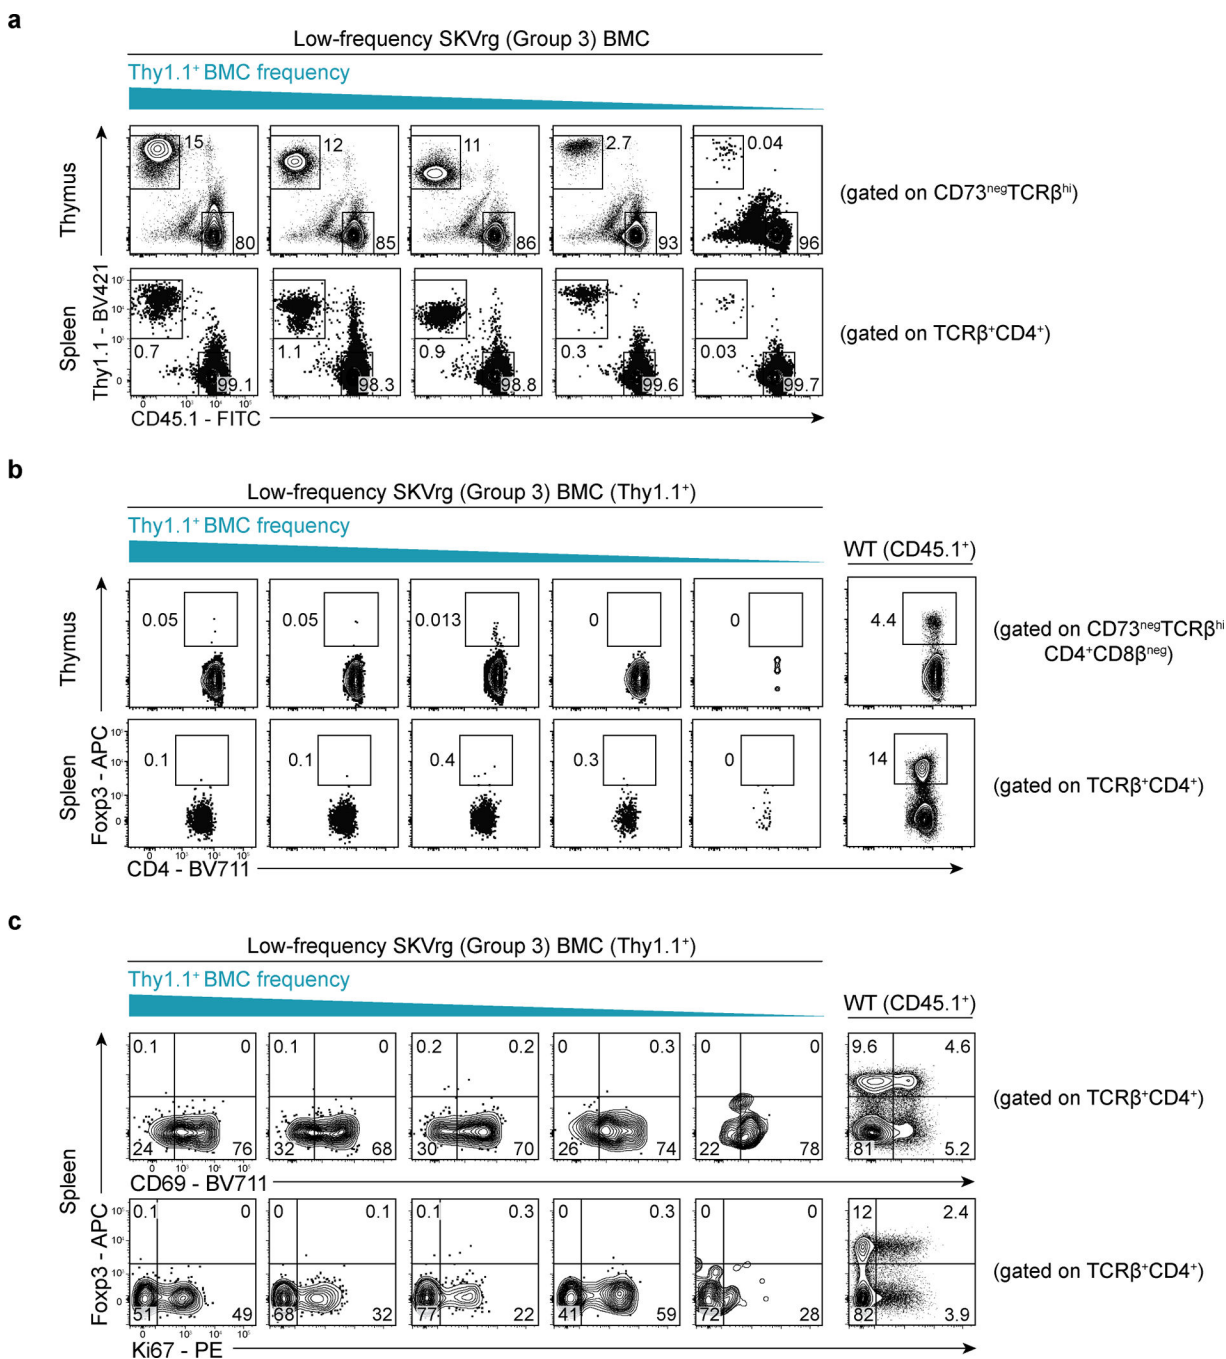 a
Low-frequency SKVrg (Group 3) BMC
Thy1.1⁺ BMC frequency
Thymus
15
80
12
85
11
86
2.7
93
0.04
96
(gated on CD73ⁿᵉᵍTCRβʰⁱ)
Spleen
Thy1.1 - BV421
0.7
99.1
1.1
98.3
0.9
98.8
0.3
99.6
0.03
99.7
(gated on TCRβ⁺CD4⁺)
CD45.1 - FITC
b
Low-frequency SKVrg (Group 3) BMC (Thy1.1⁺)
Thy1.1⁺ BMC frequency
WT (CD45.1⁺)
Thymus
0.05
0.05
0.013
0
0
4.4
(gated on CD73ⁿᵉᵍTCRβʰⁱ
CD4⁺CD8βⁿᵉᵍ)
Spleen
Foxp3 - APC
0.1
0.1
0.4
0.3
0
14
(gated on TCRβ⁺CD4⁺)
CD4 - BV711
c
Low-frequency SKVrg (Group 3) BMC (Thy1.1⁺)
Thy1.1⁺ BMC frequency
WT (CD45.1⁺)
Spleen
Foxp3 - APC
0.1 0
24 76
0.1 0
32 68
0.2 0.2
30 70
0 0.3
26 74
0 0
22 78
9.6 4.6
81 5.2
(gated on TCRβ⁺CD4⁺)
CD69 - BV711
0.1 0
51 49
0 0.1
68 32
0.1 0.3
77 22
0 0.3
41 59
0 0
72 28
12 2.4
82 3.9
(gated on TCRβ⁺CD4⁺)
Ki67 - PE